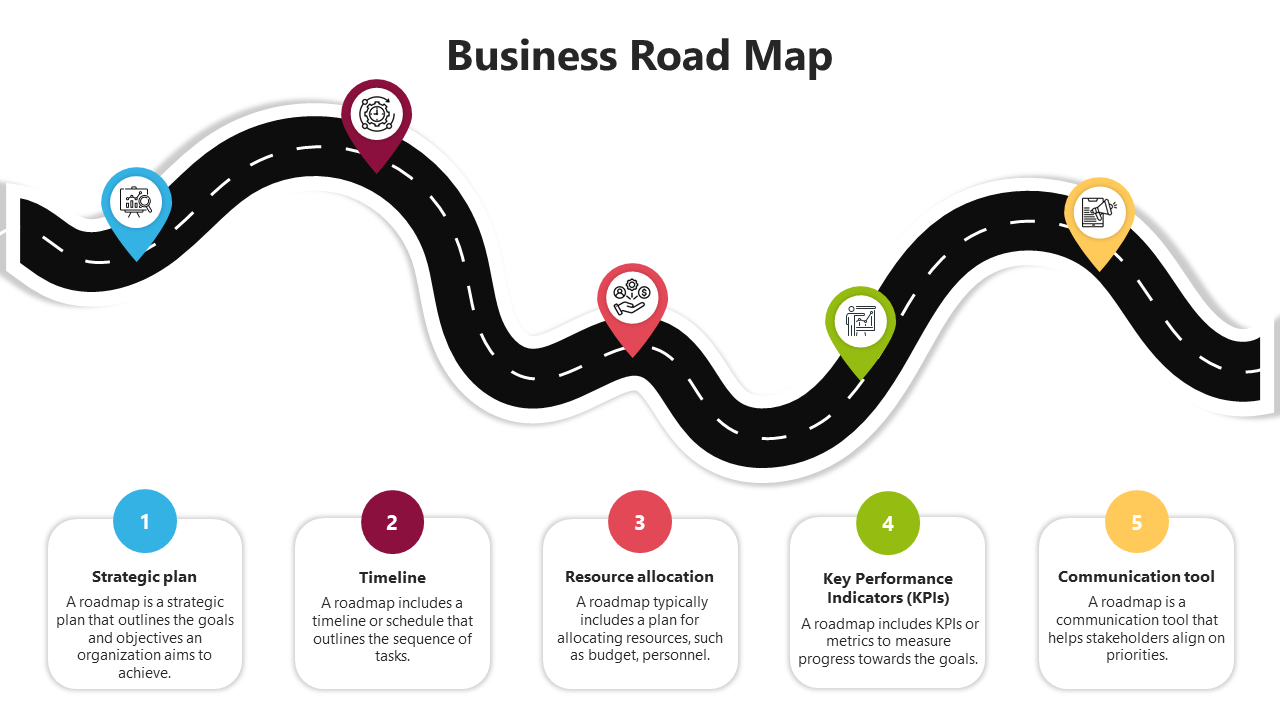 Business Road Map
1
Strategic plan
A roadmap is a strategic
plan that outlines the goals
and objectives an
organization aims to
achieve.
2
Timeline
A roadmap includes a
timeline or schedule that
outlines the sequence of
tasks.
3
Resource allocation
A roadmap typically
includes a plan for
allocating resources, such
as budget, personnel.
4
Key Performance
Indicators (KPIs)
A roadmap includes KPIs or
metrics to measure
progress towards the goals.
5
Communication tool
A roadmap is a
communication tool that
helps stakeholders align on
priorities.